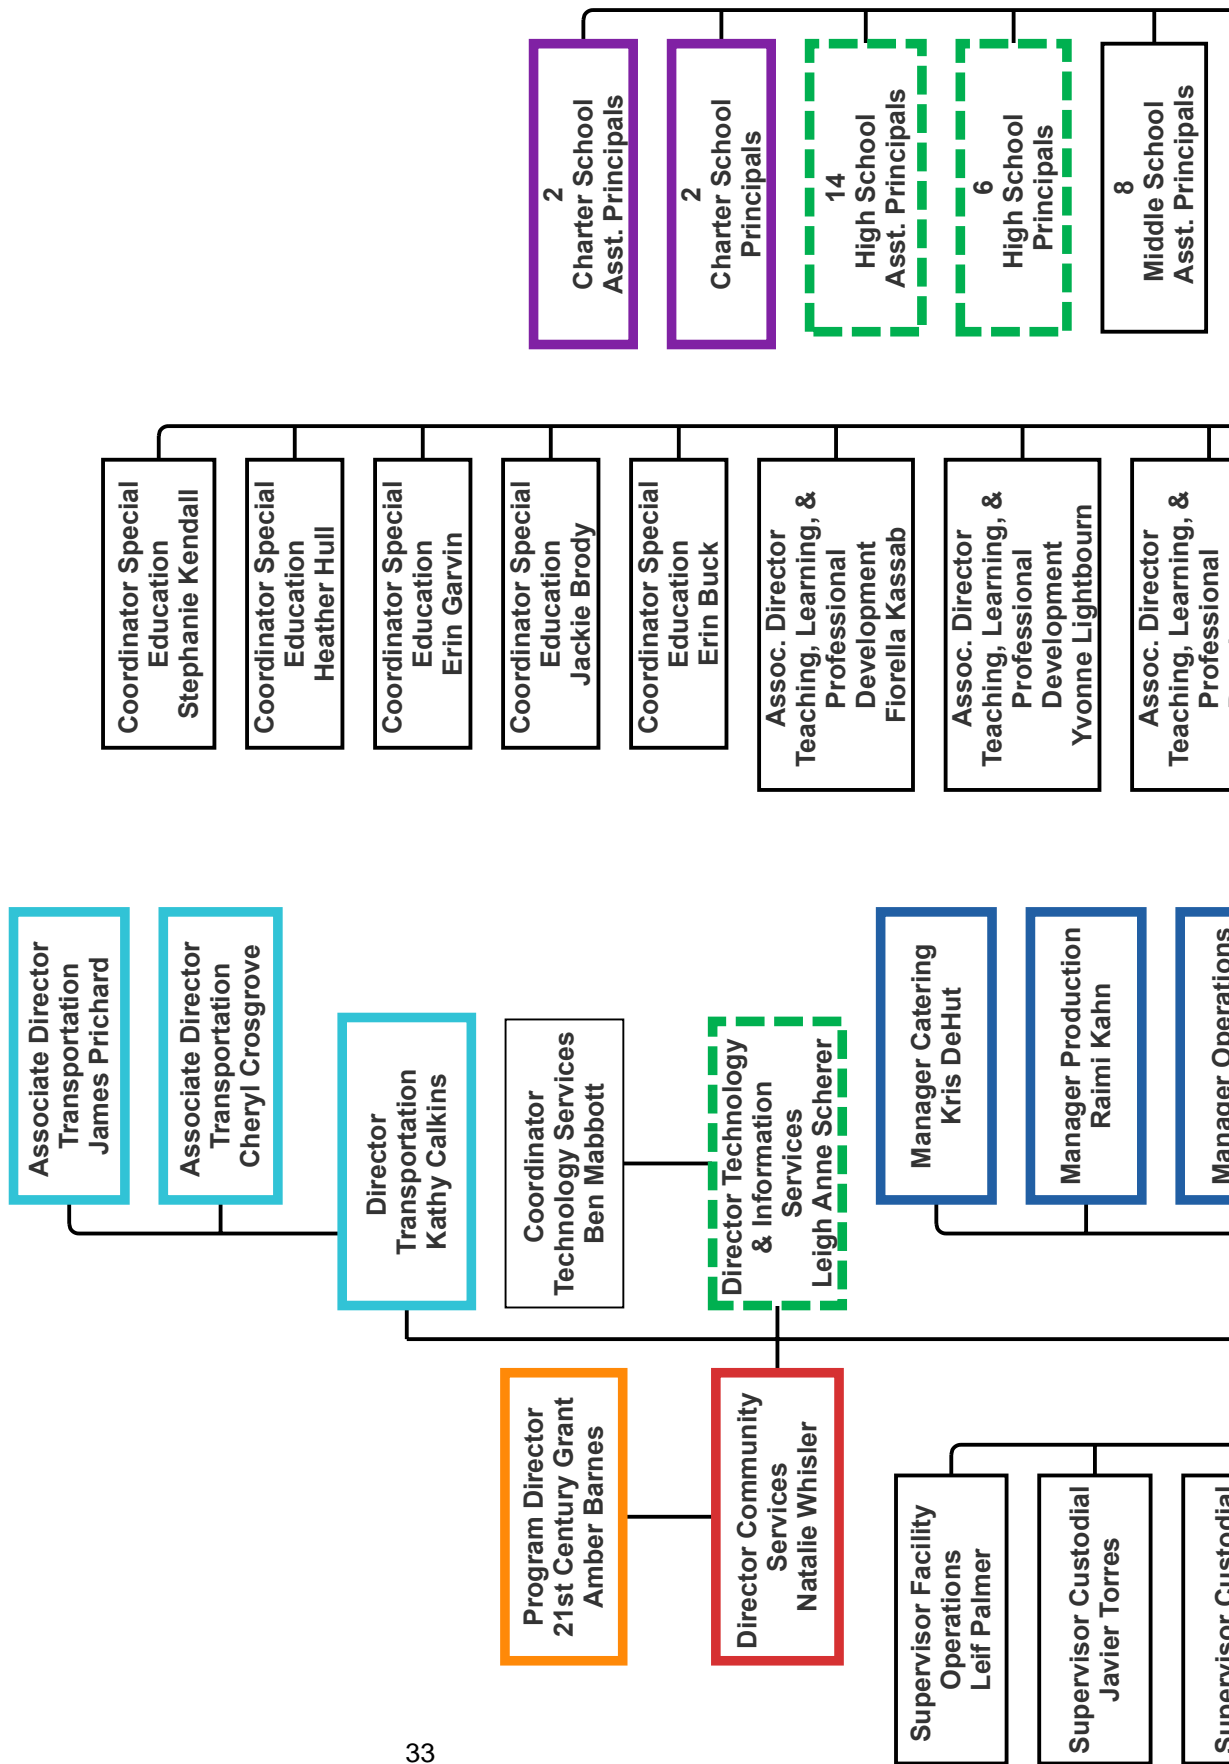 2
Charter School
Asst. Principals
2
Charter School
Principals
14
High School
Asst. Principals
6
High School
Principals
8
Middle School
Asst. Principals
Coordinator Special
Education
Stephanie Kendall
Coordinator Special
Education
Heather Hull
Coordinator Special
Education
Erin Garvin
Coordinator Special
Education
Jackie Brody
Coordinator Special
Education
Erin Buck
Assoc. Director
Teaching, Learning, &
Professional
Development
Fiorella Kassab
Assoc. Director
Teaching, Learning, &
Professional
Development
Yvonne Lightbourn
Assoc. Director
Teaching, Learning, &
Professional
Associate Director
Transportation
James Prichard
Associate Director
Transportation
Cheryl Crosgrove
Director
Transportation
Kathy Calkins
Coordinator
Technology Services
Ben Mabbott
Director Technology
& Information
Services
Leigh Anne Scherer
Manager Catering
Kris DeHut
Manager Production
Raimi Kahn
Manager Operations
Program Director
21st Century Grant
Amber Barnes
Director Community
Services
Natalie Whisler
Supervisor Facility
Operations
Leif Palmer
Supervisor Custodial
Javier Torres
Supervisor Custodial
33